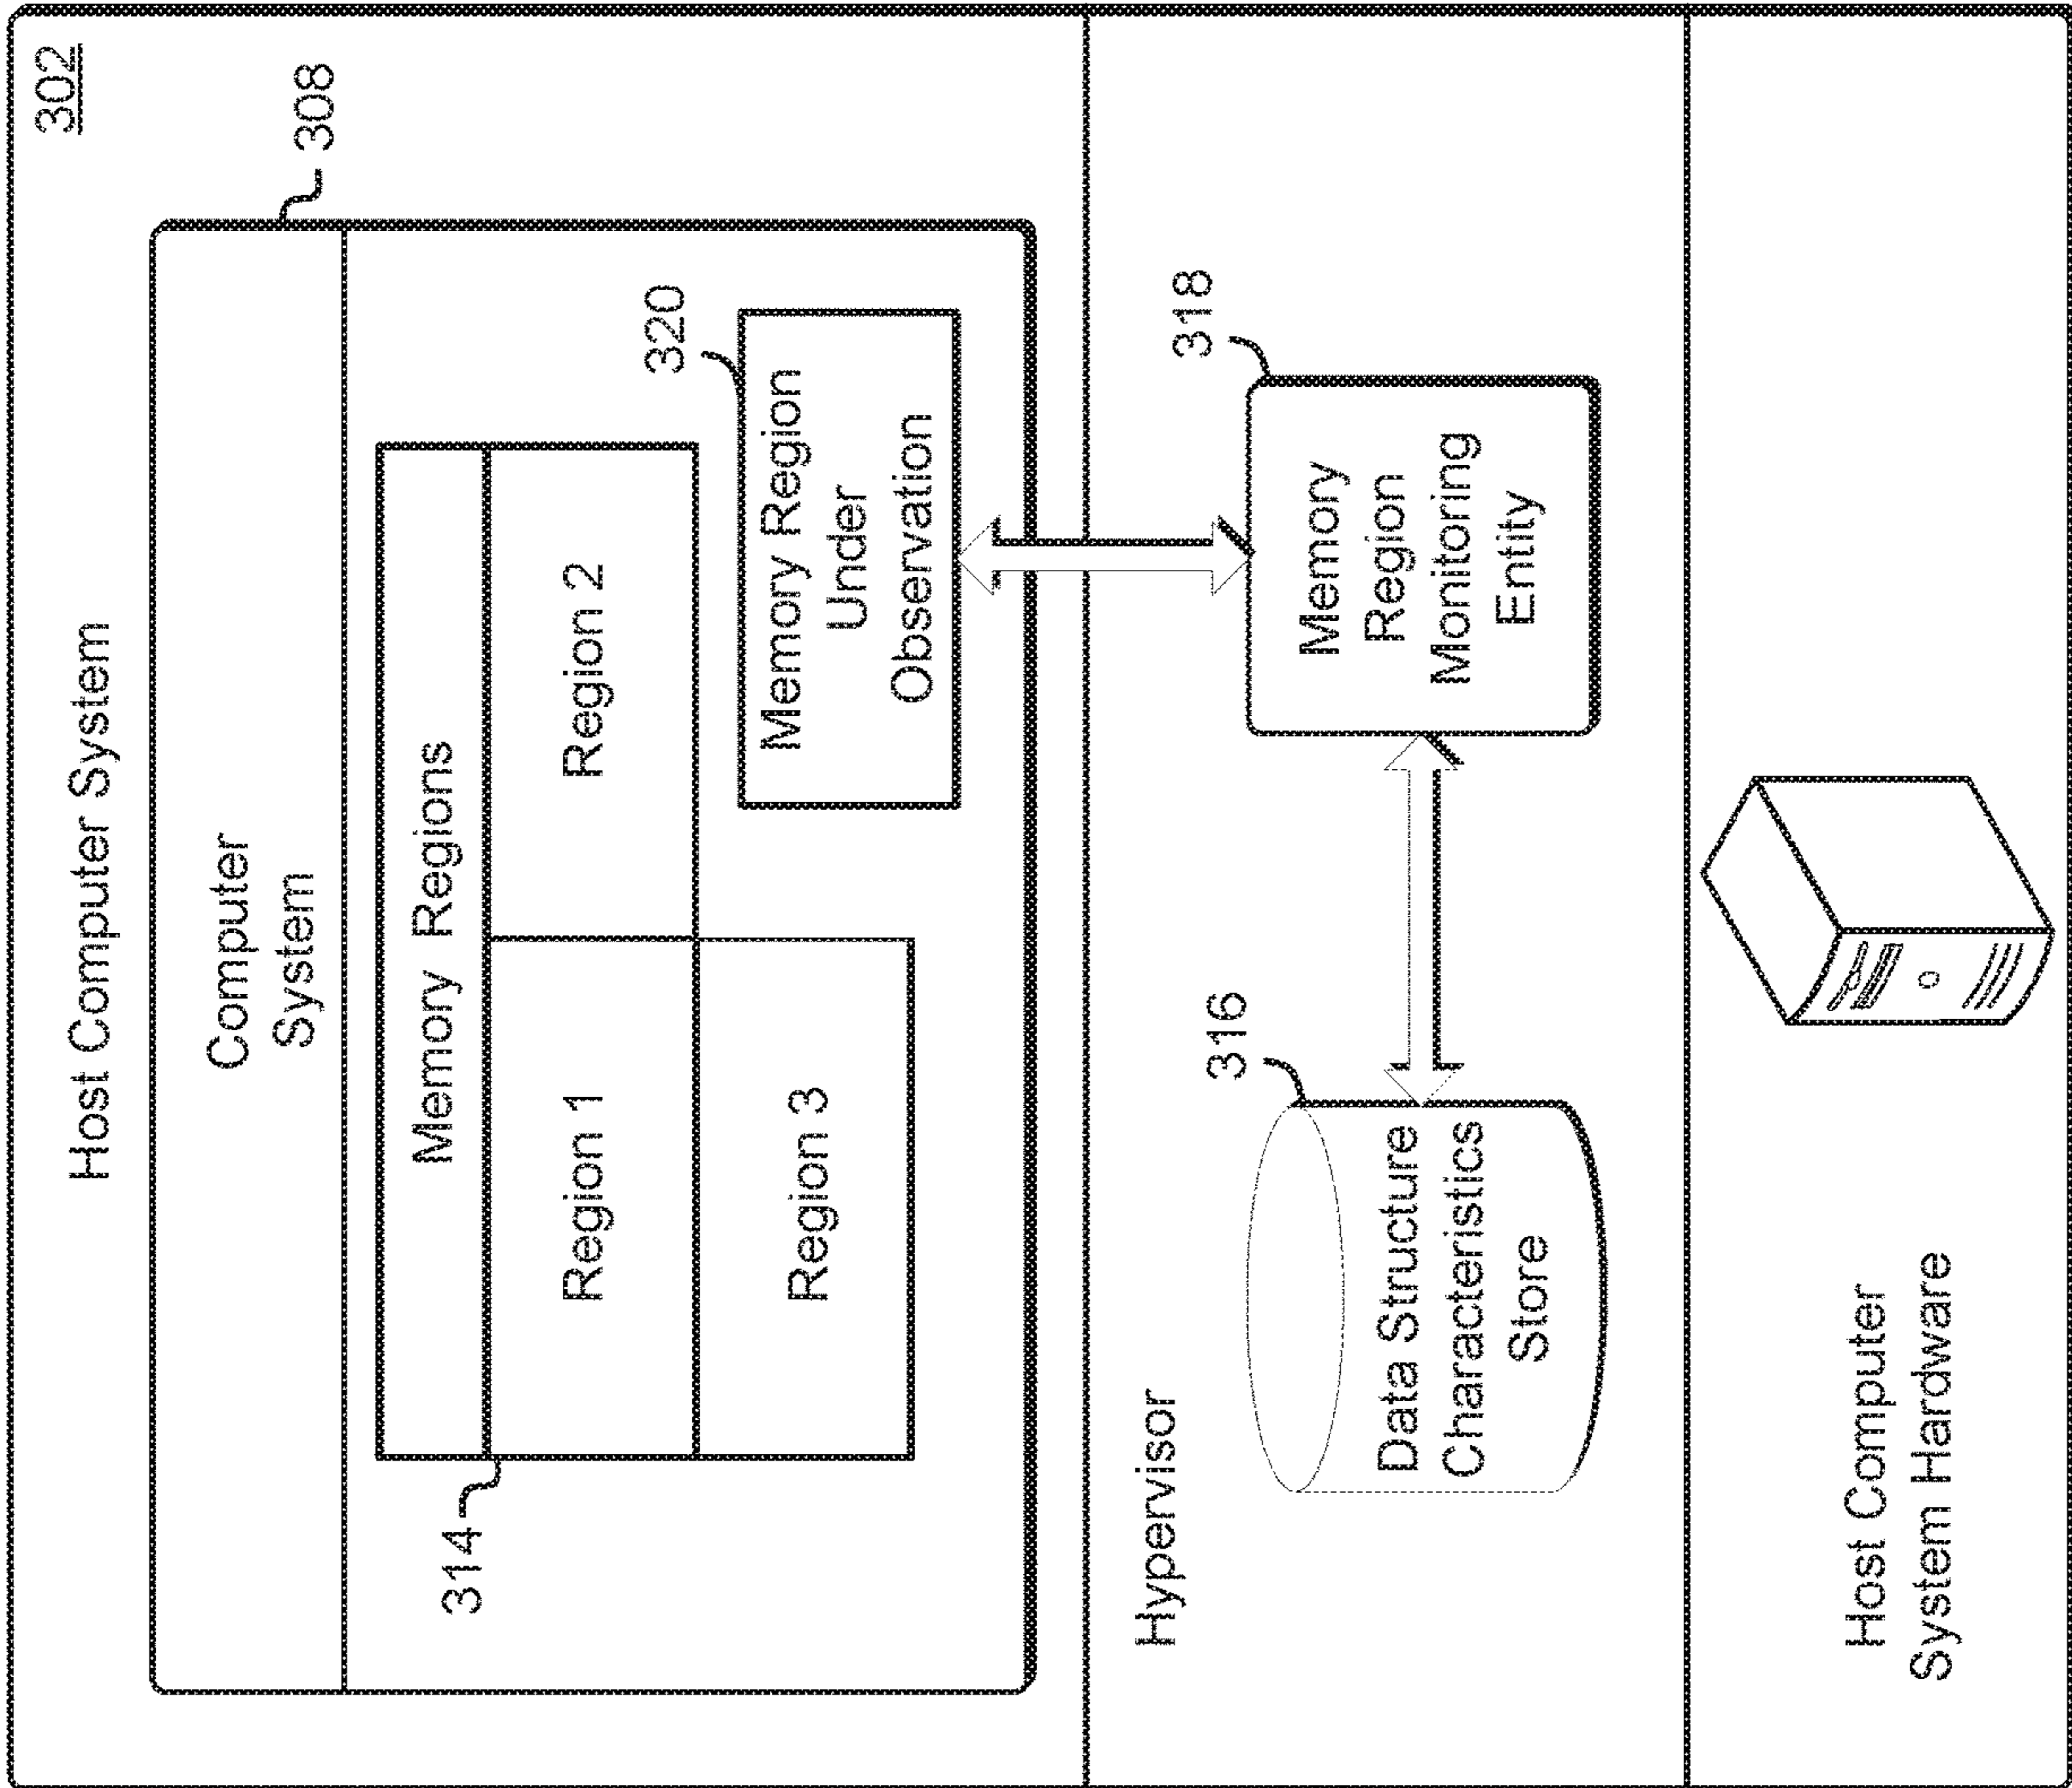 302
Host Computer System
308
Computer
System
Memory Regions
314
Region 1
Region 2
Region 3
320
Memory Region
Under
Observation
Hypervisor
316
318
Data Structure
Characteristics
Store
Memory
Region
Monitoring
Entity
Host Computer
System Hardware